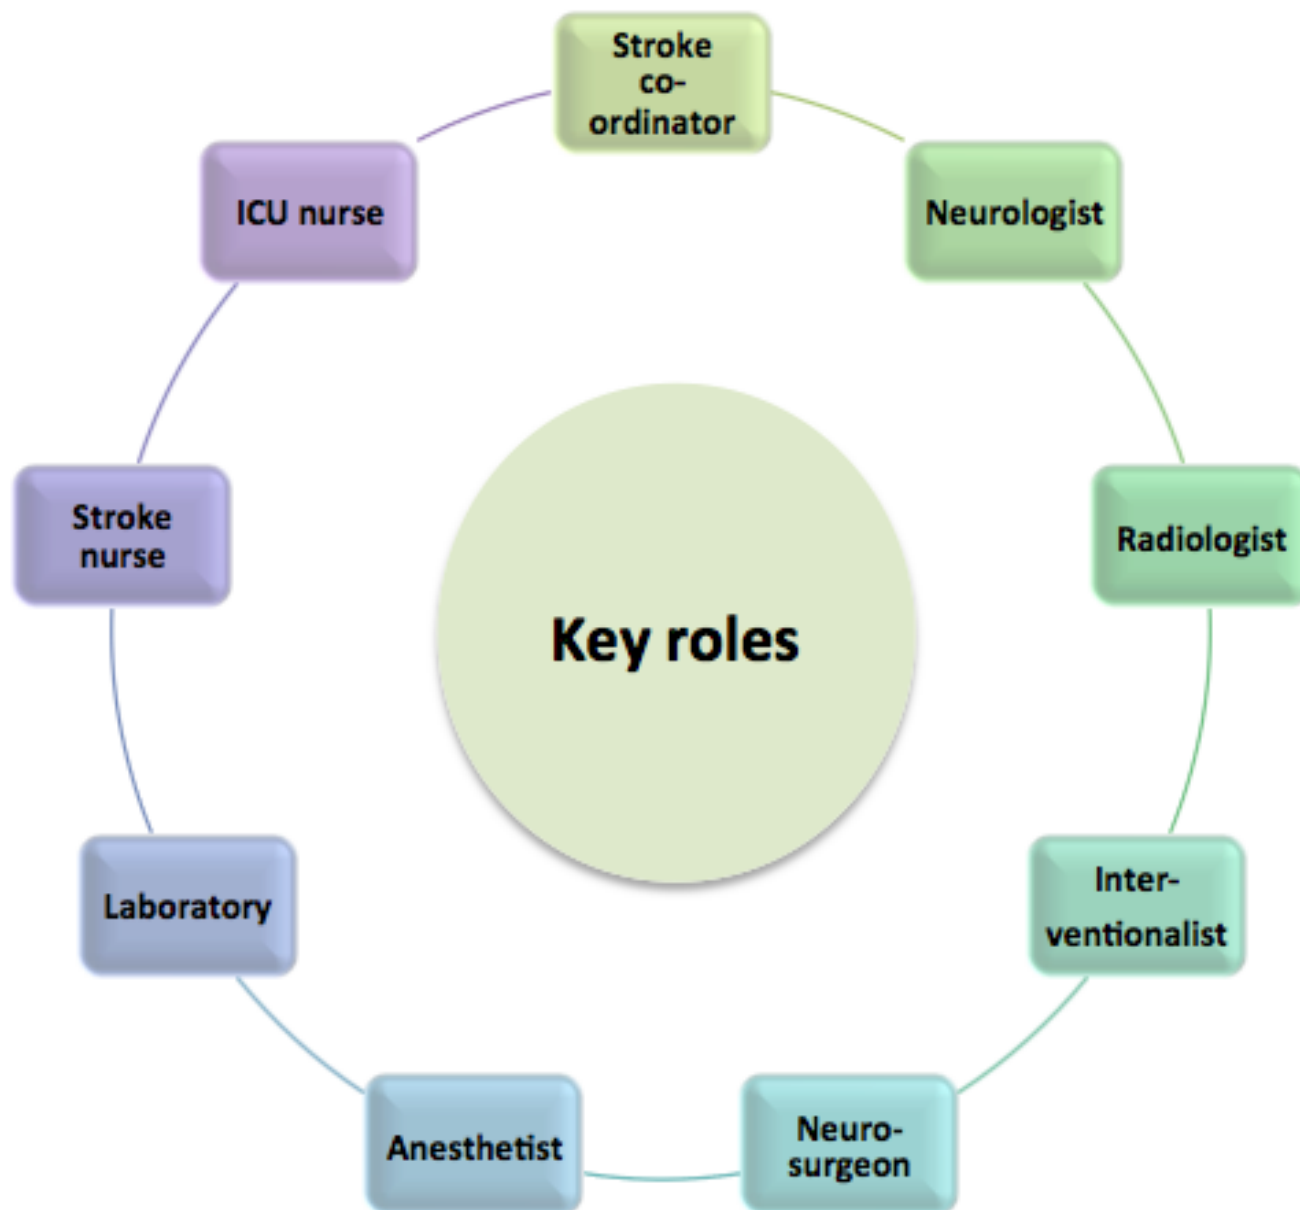 Stroke
co-
ordinator
Neurologist
Radiologist
Inter-
ventionalist
Neuro-
surgeon
Anesthetist
Laboratory
Stroke
nurse
ICU nurse
Key roles